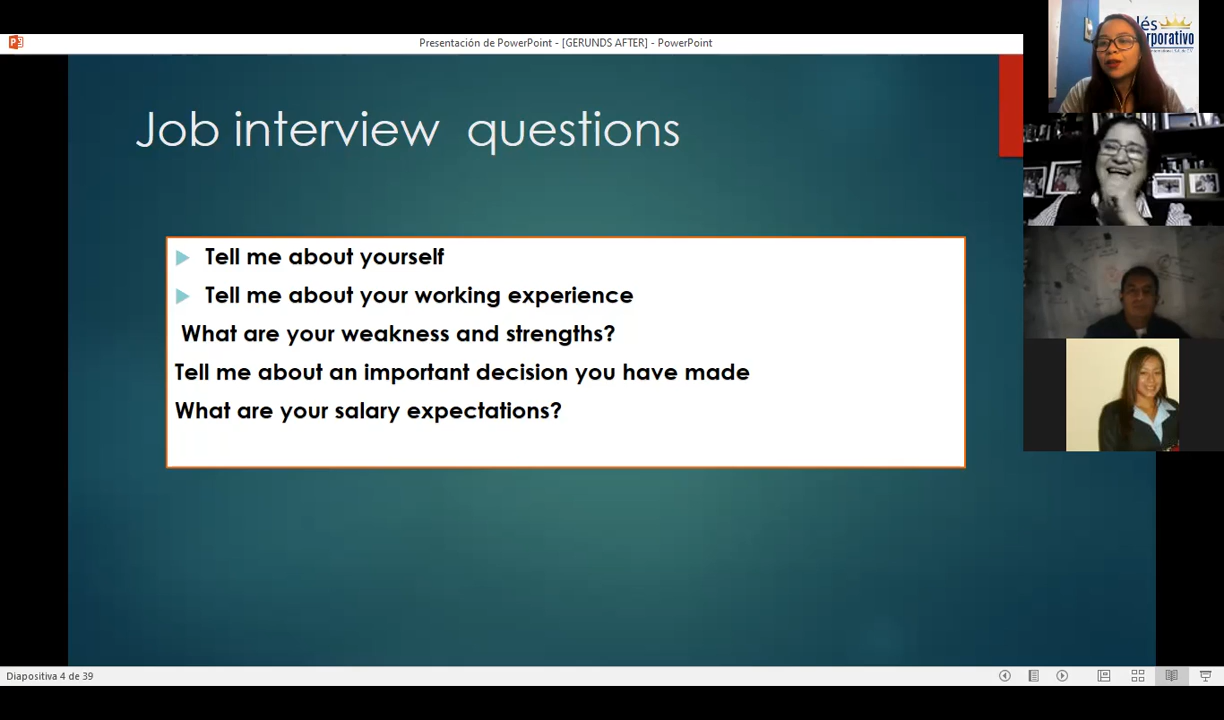 Presentación de PowerPoint - [GERUNDS AFTER] - PowerPoint
Job interview questions
Tell me about yourself
Tell me about your working experience
What are your weakness and strengths?
Tell me about an important decision you have made
What are your salary expectations?
Diapositiva 4 de 39